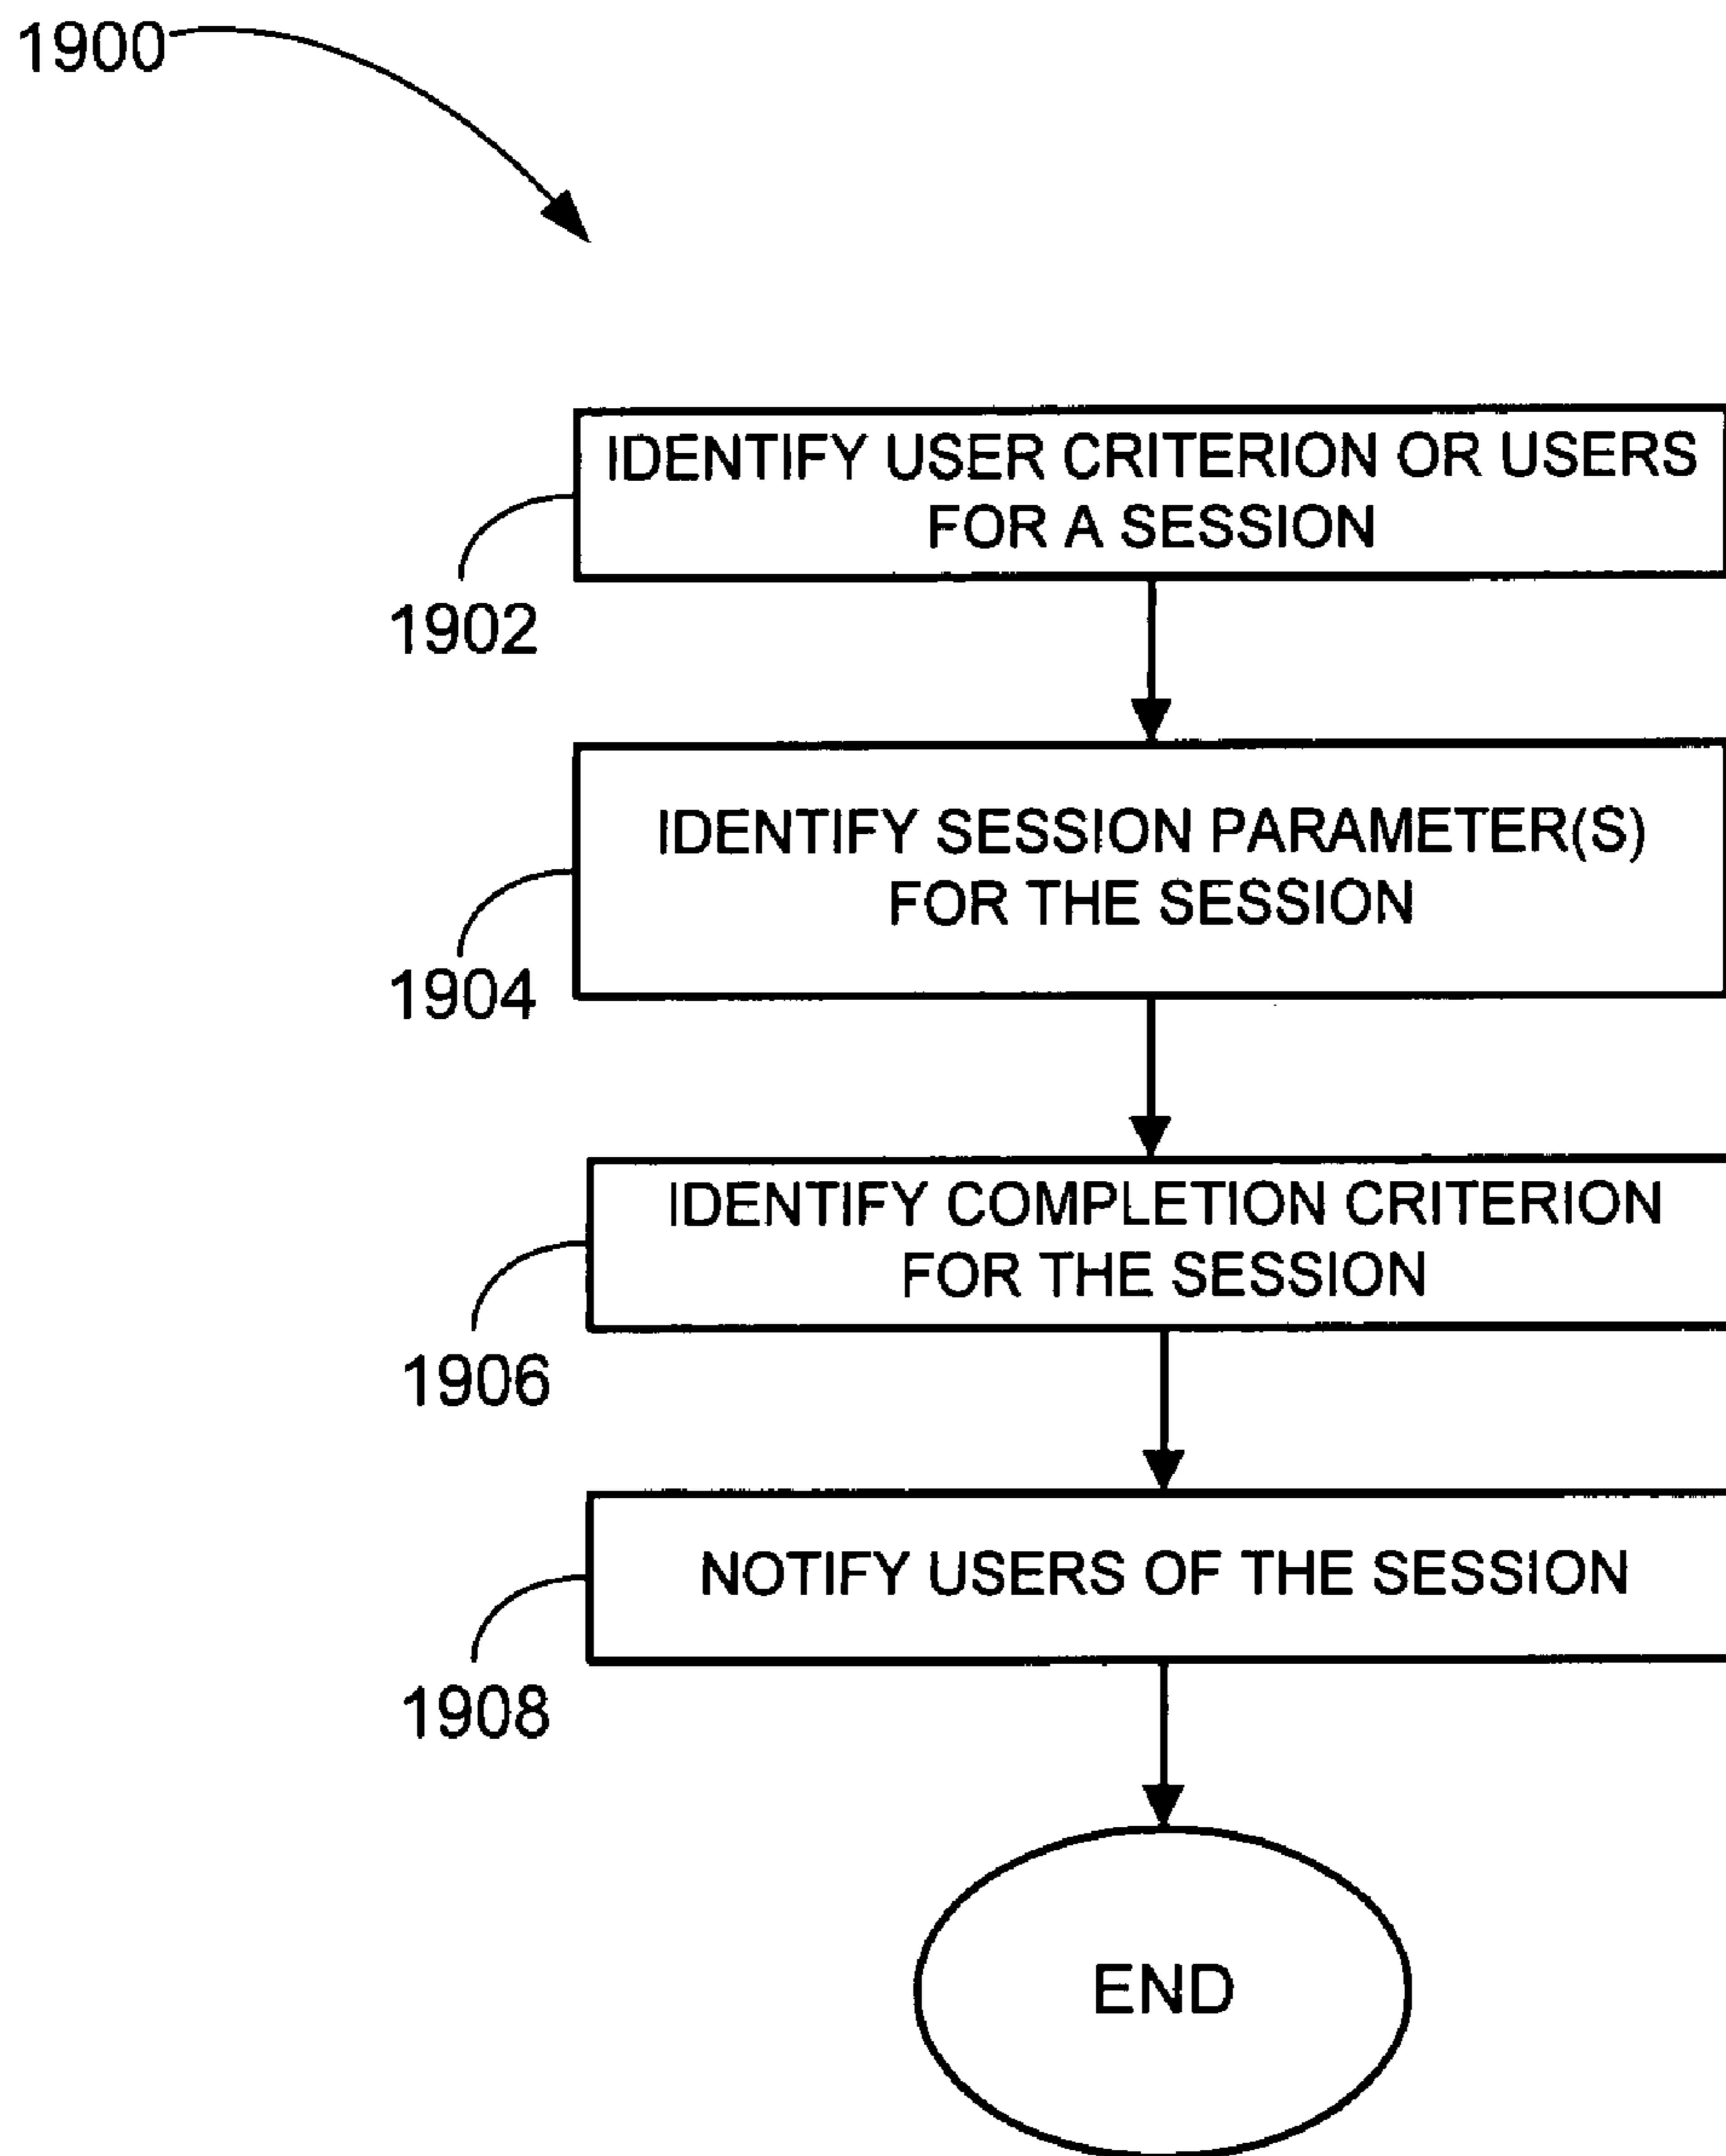 1900
IDENTIFY USER CRITERION OR USERS
FOR A SESSION
1902
IDENTIFY SESSION PARAMETER(S)
FOR THE SESSION
1904
IDENTIFY COMPLETION CRITERION
FOR THE SESSION
1906
NOTIFY USERS OF THE SESSION
1908
END